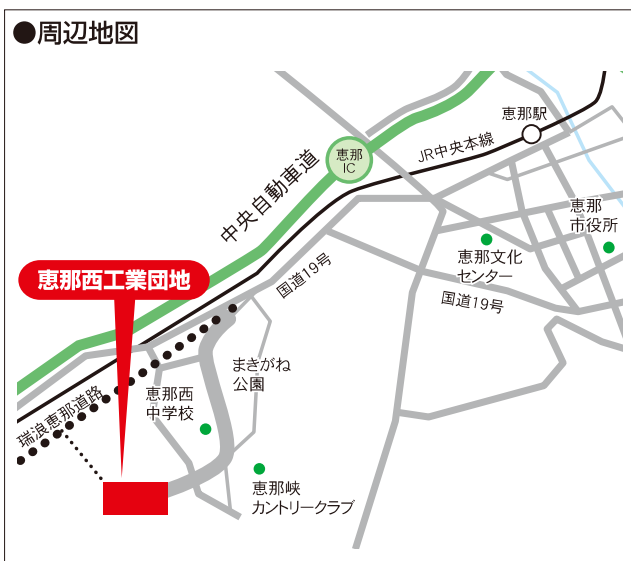 ●周辺地図
恵那駅
JR中央本線
恵那
IC
中央自動車道
恵那
市役所
恵那文化
センター
国道19号
国道19号
恵那西工業団地
まきがね
公園
瑞浪恵那道路
恵那西
中学校
恵那峡
カントリークラブ